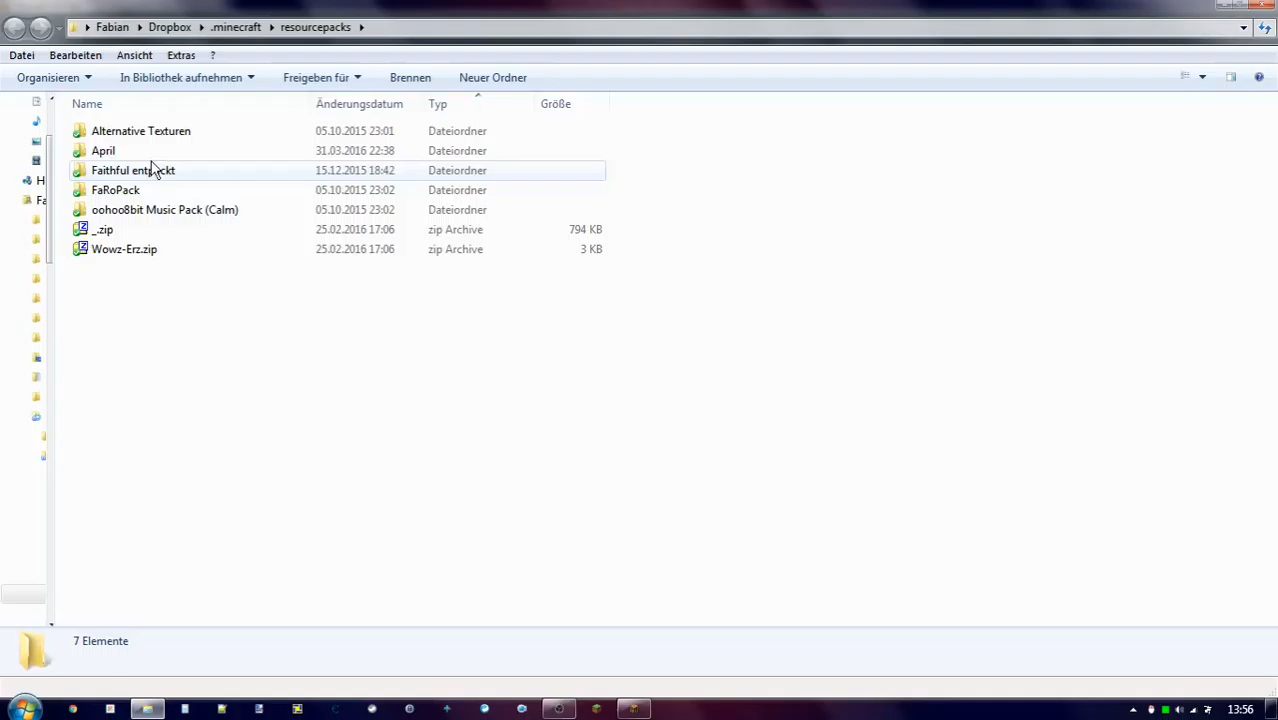 Fabian Dropbox .minecraft resourcepacks
Datei Bearbeiten Ansicht Extras ?
Organisieren In Bibliothek aufnehmen Freigeben für Brennen Neuer Ordner
Name Änderungsdatum Typ Größe
Alternative Texturen 05.10.2015 23:01 Dateiordner
April 31.03.2016 22:38 Dateiordner
Faithful entpackt 15.12.2015 18:42 Dateiordner
FaRoPack 05.10.2015 23:02 Dateiordner
oohoo8bit Music Pack (Calm) 05.10.2015 23:02 Dateiordner
_.zip 25.02.2016 17:06 zip Archive 794 KB
Wowz-Erz.zip 25.02.2016 17:06 zip Archive 3 KB
H
Fa
7 Elemente
13:56